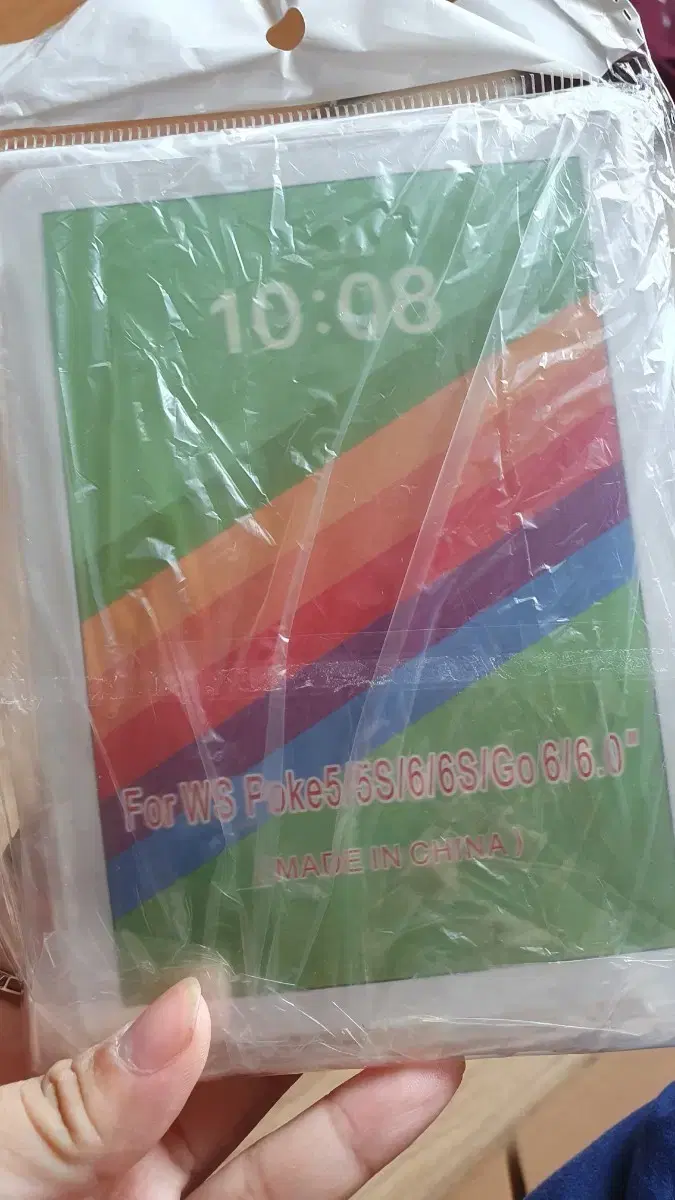 10:08
For WS Poke5/5S/6/6S/Go 6/6.0"
MADE IN CHINA )